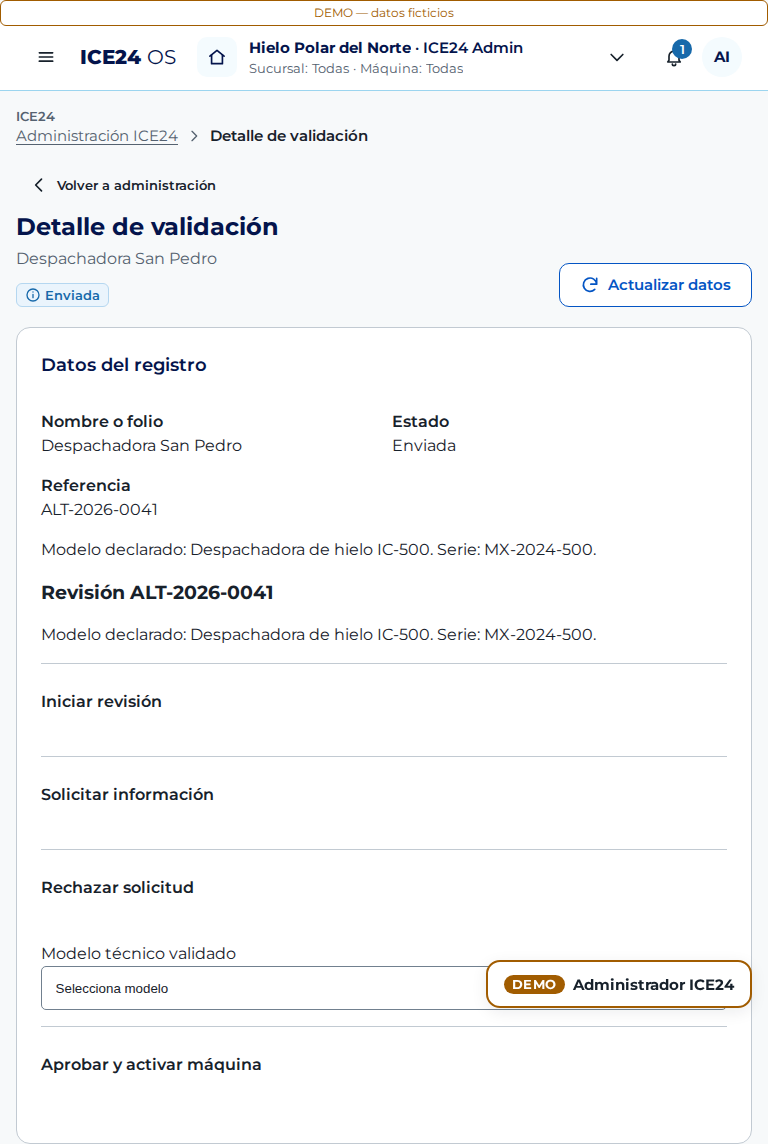 DEMO — datos ficticios
ICE24 OS
Hielo Polar del Norte · ICE24 Admin
Sucursal: Todas · Máquina: Todas
1
AI
ICE24
Administración ICE24 > Detalle de validación
Volver a administración
Detalle de validación
Despachadora San Pedro
Enviada
Actualizar datos
Datos del registro
Nombre o folio
Despachadora San Pedro
Estado
Enviada
Referencia
ALT-2026-0041
Modelo declarado: Despachadora de hielo IC-500. Serie: MX-2024-500.
Revisión ALT-2026-0041
Modelo declarado: Despachadora de hielo IC-500. Serie: MX-2024-500.
Iniciar revisión
Solicitar información
Rechazar solicitud
Modelo técnico validado
Selecciona modelo
DEMO Administrador ICE24
Aprobar y activar máquina